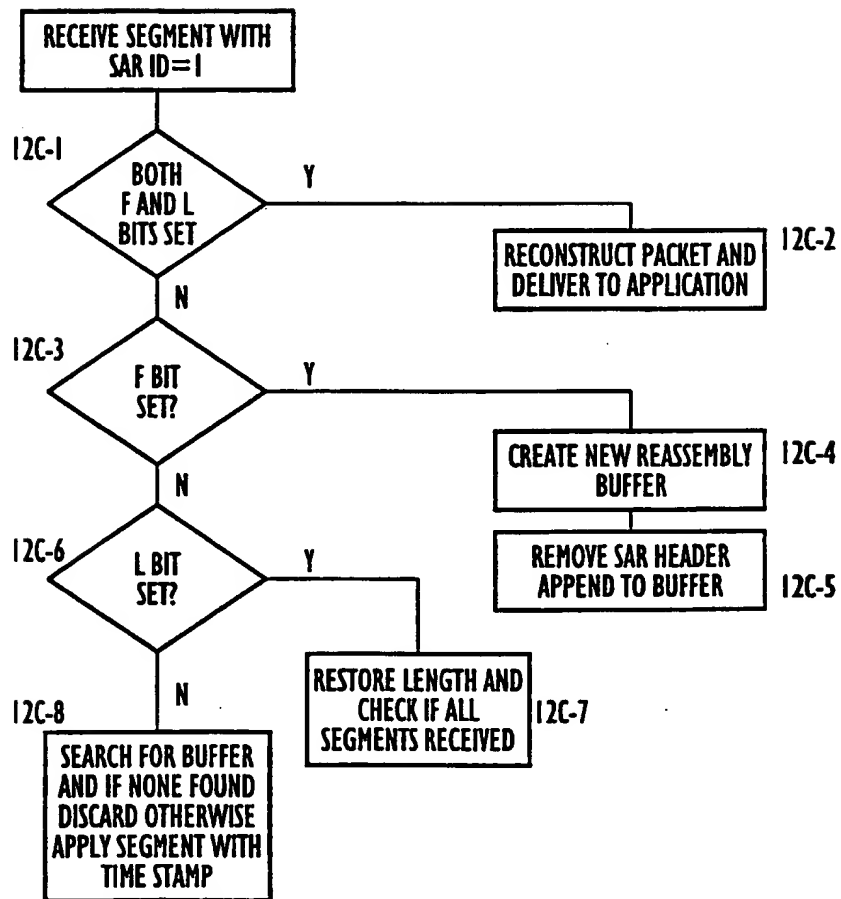 RECEIVE SEGMENT WITH
SAR ID=1
12C-1
BOTH
F AND L
BITS SET
Y
12C-2
RECONSTRUCT PACKET AND
DELIVER TO APPLICATION
N
12C-3
F BIT
SET?
Y
12C-4
CREATE NEW REASSEMBLY
BUFFER
N
12C-5
REMOVE SAR HEADER
APPEND TO BUFFER
12C-6
L BIT
SET?
Y
12C-7
RESTORE LENGTH AND
CHECK IF ALL
SEGMENTS RECEIVED
N
12C-8
SEARCH FOR BUFFER
AND IF NONE FOUND
DISCARD OTHERWISE
APPLY SEGMENT WITH
TIME STAMP